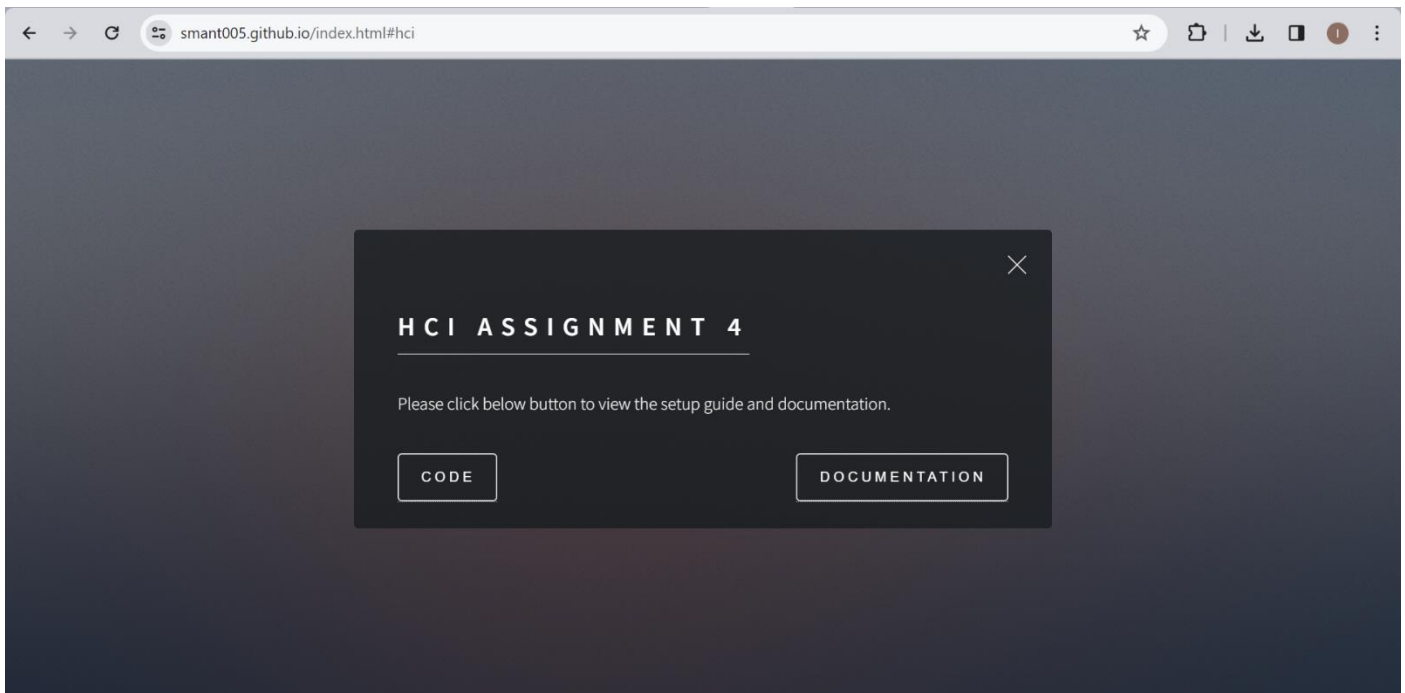 smant005.github.io/index.html#hci
I
HCI ASSIGNMENT 4
Please click below button to view the setup guide and documentation.
CODE
DOCUMENTATION